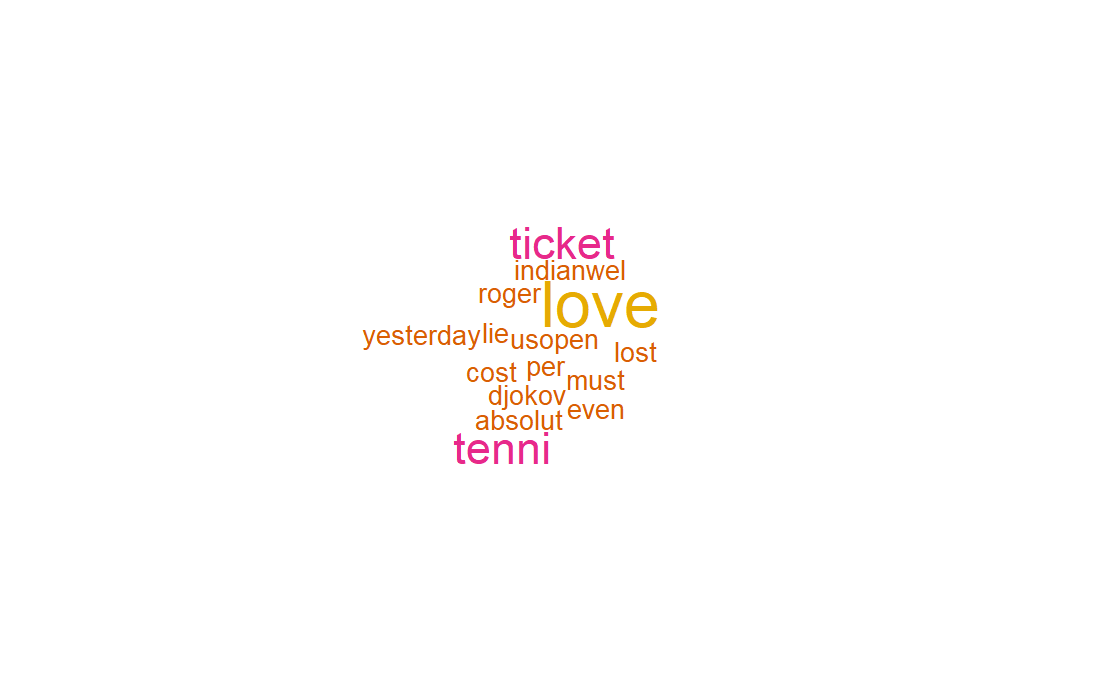 ticket
indianwel
roger love
yesterday lie usopen
lost
cost per must
djokov even
absolut
tenni